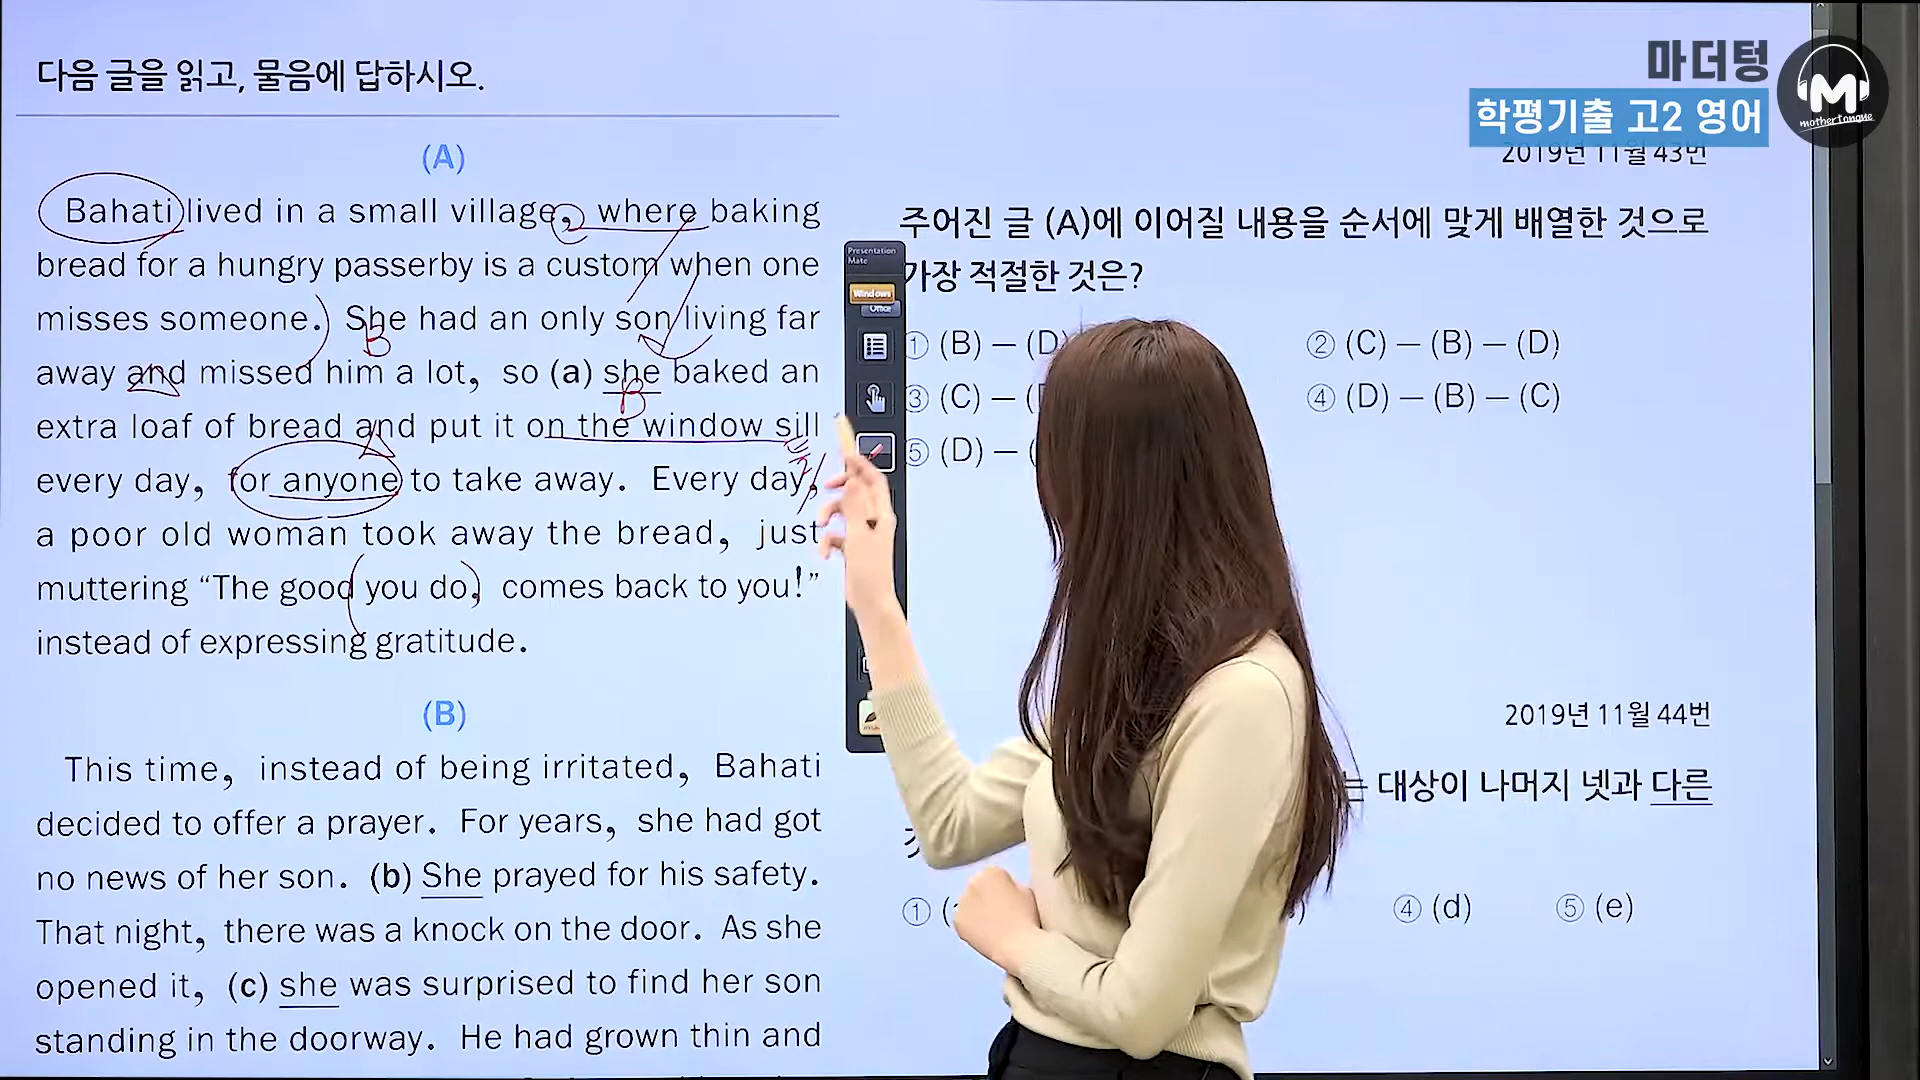 다음 글을 읽고, 물음에 답하시오.
(A)
Bahati lived in a small village, where baking
bread for a hungry passerby is a custom when one
misses someone. She had an only son living far
away and missed him a lot, so (a) she baked an
extra loaf of bread and put it on the window sill
every day, for anyone to take away. Every day,
a poor old woman took away the bread, just
muttering “The good you do, comes back to you!”
instead of expressing gratitude.
(B)
This time, instead of being irritated, Bahati
decided to offer a prayer. For years, she had got
no news of her son. (b) She prayed for his safety.
That night, there was a knock on the door. As she
opened it, (c) she was surprised to find her son
standing in the doorway. He had grown thin and
B
B
마더텅
학평기출 고2 영어
M
mothertongue
2019년 11월 43번
주어진 글 (A)에 이어질 내용을 순서에 맞게 배열한 것으로
가장 적절한 것은?
① (B) – (D)
② (C) – (B) – (D)
③ (C) –
④ (D) – (B) – (C)
⑤ (D) –
Presentation
Mate
Windows
Office
2019년 11월 44번
대상이 나머지 넷과 다른
①
④ (d)
⑤ (e)